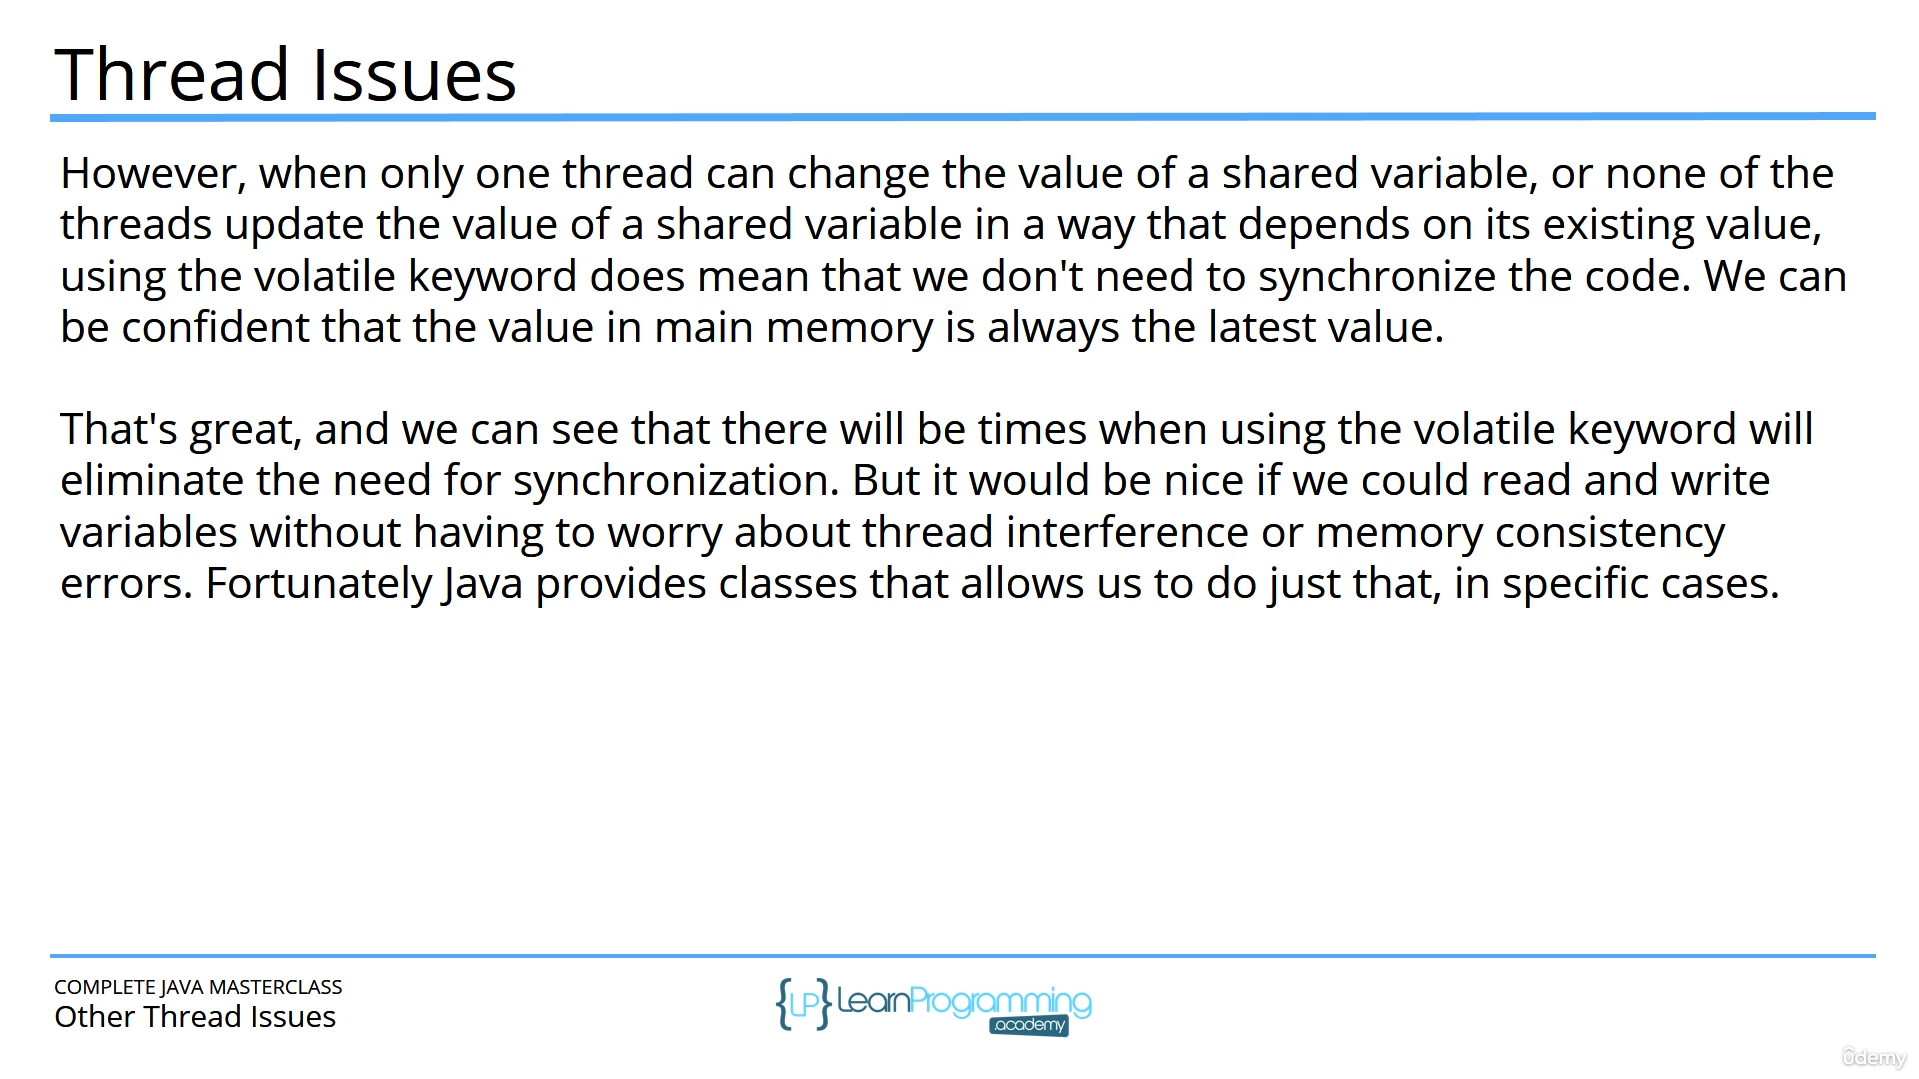 Thread Issues
However, when only one thread can change the value of a shared variable, or none of the
threads update the value of a shared variable in a way that depends on its existing value,
using the volatile keyword does mean that we don't need to synchronize the code. We can
be confident that the value in main memory is always the latest value.
That's great, and we can see that there will be times when using the volatile keyword will
eliminate the need for synchronization. But it would be nice if we could read and write
variables without having to worry about thread interference or memory consistency
errors. Fortunately Java provides classes that allows us to do just that, in specific cases.
COMPLETE JAVA MASTERCLASS
Other Thread Issues
{LP} LearnProgramming
.academy
ûdemy